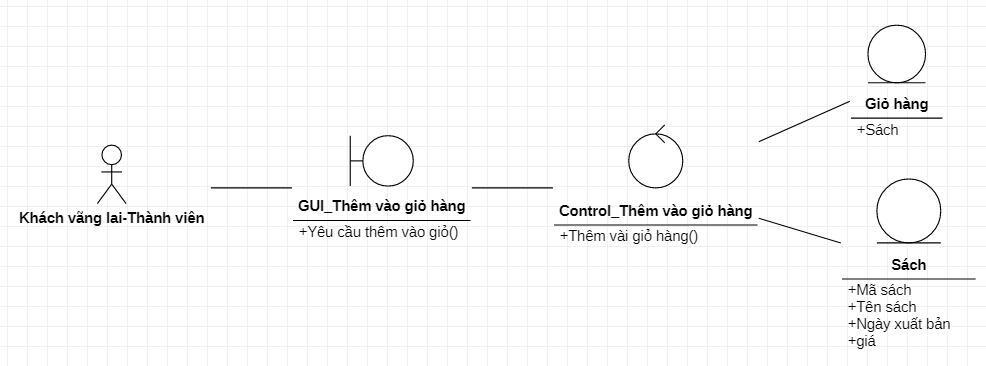 Khách vãng lai-Thành viên
GUI_Thêm vào giỏ hàng
+Yêu cầu thêm vào giỏ()
Control_Thêm vào giỏ hàng
+Thêm vài giỏ hàng()
Giỏ hàng
+Sách
Sách
+Mã sách
+Tên sách
+Ngày xuất bản
+giá